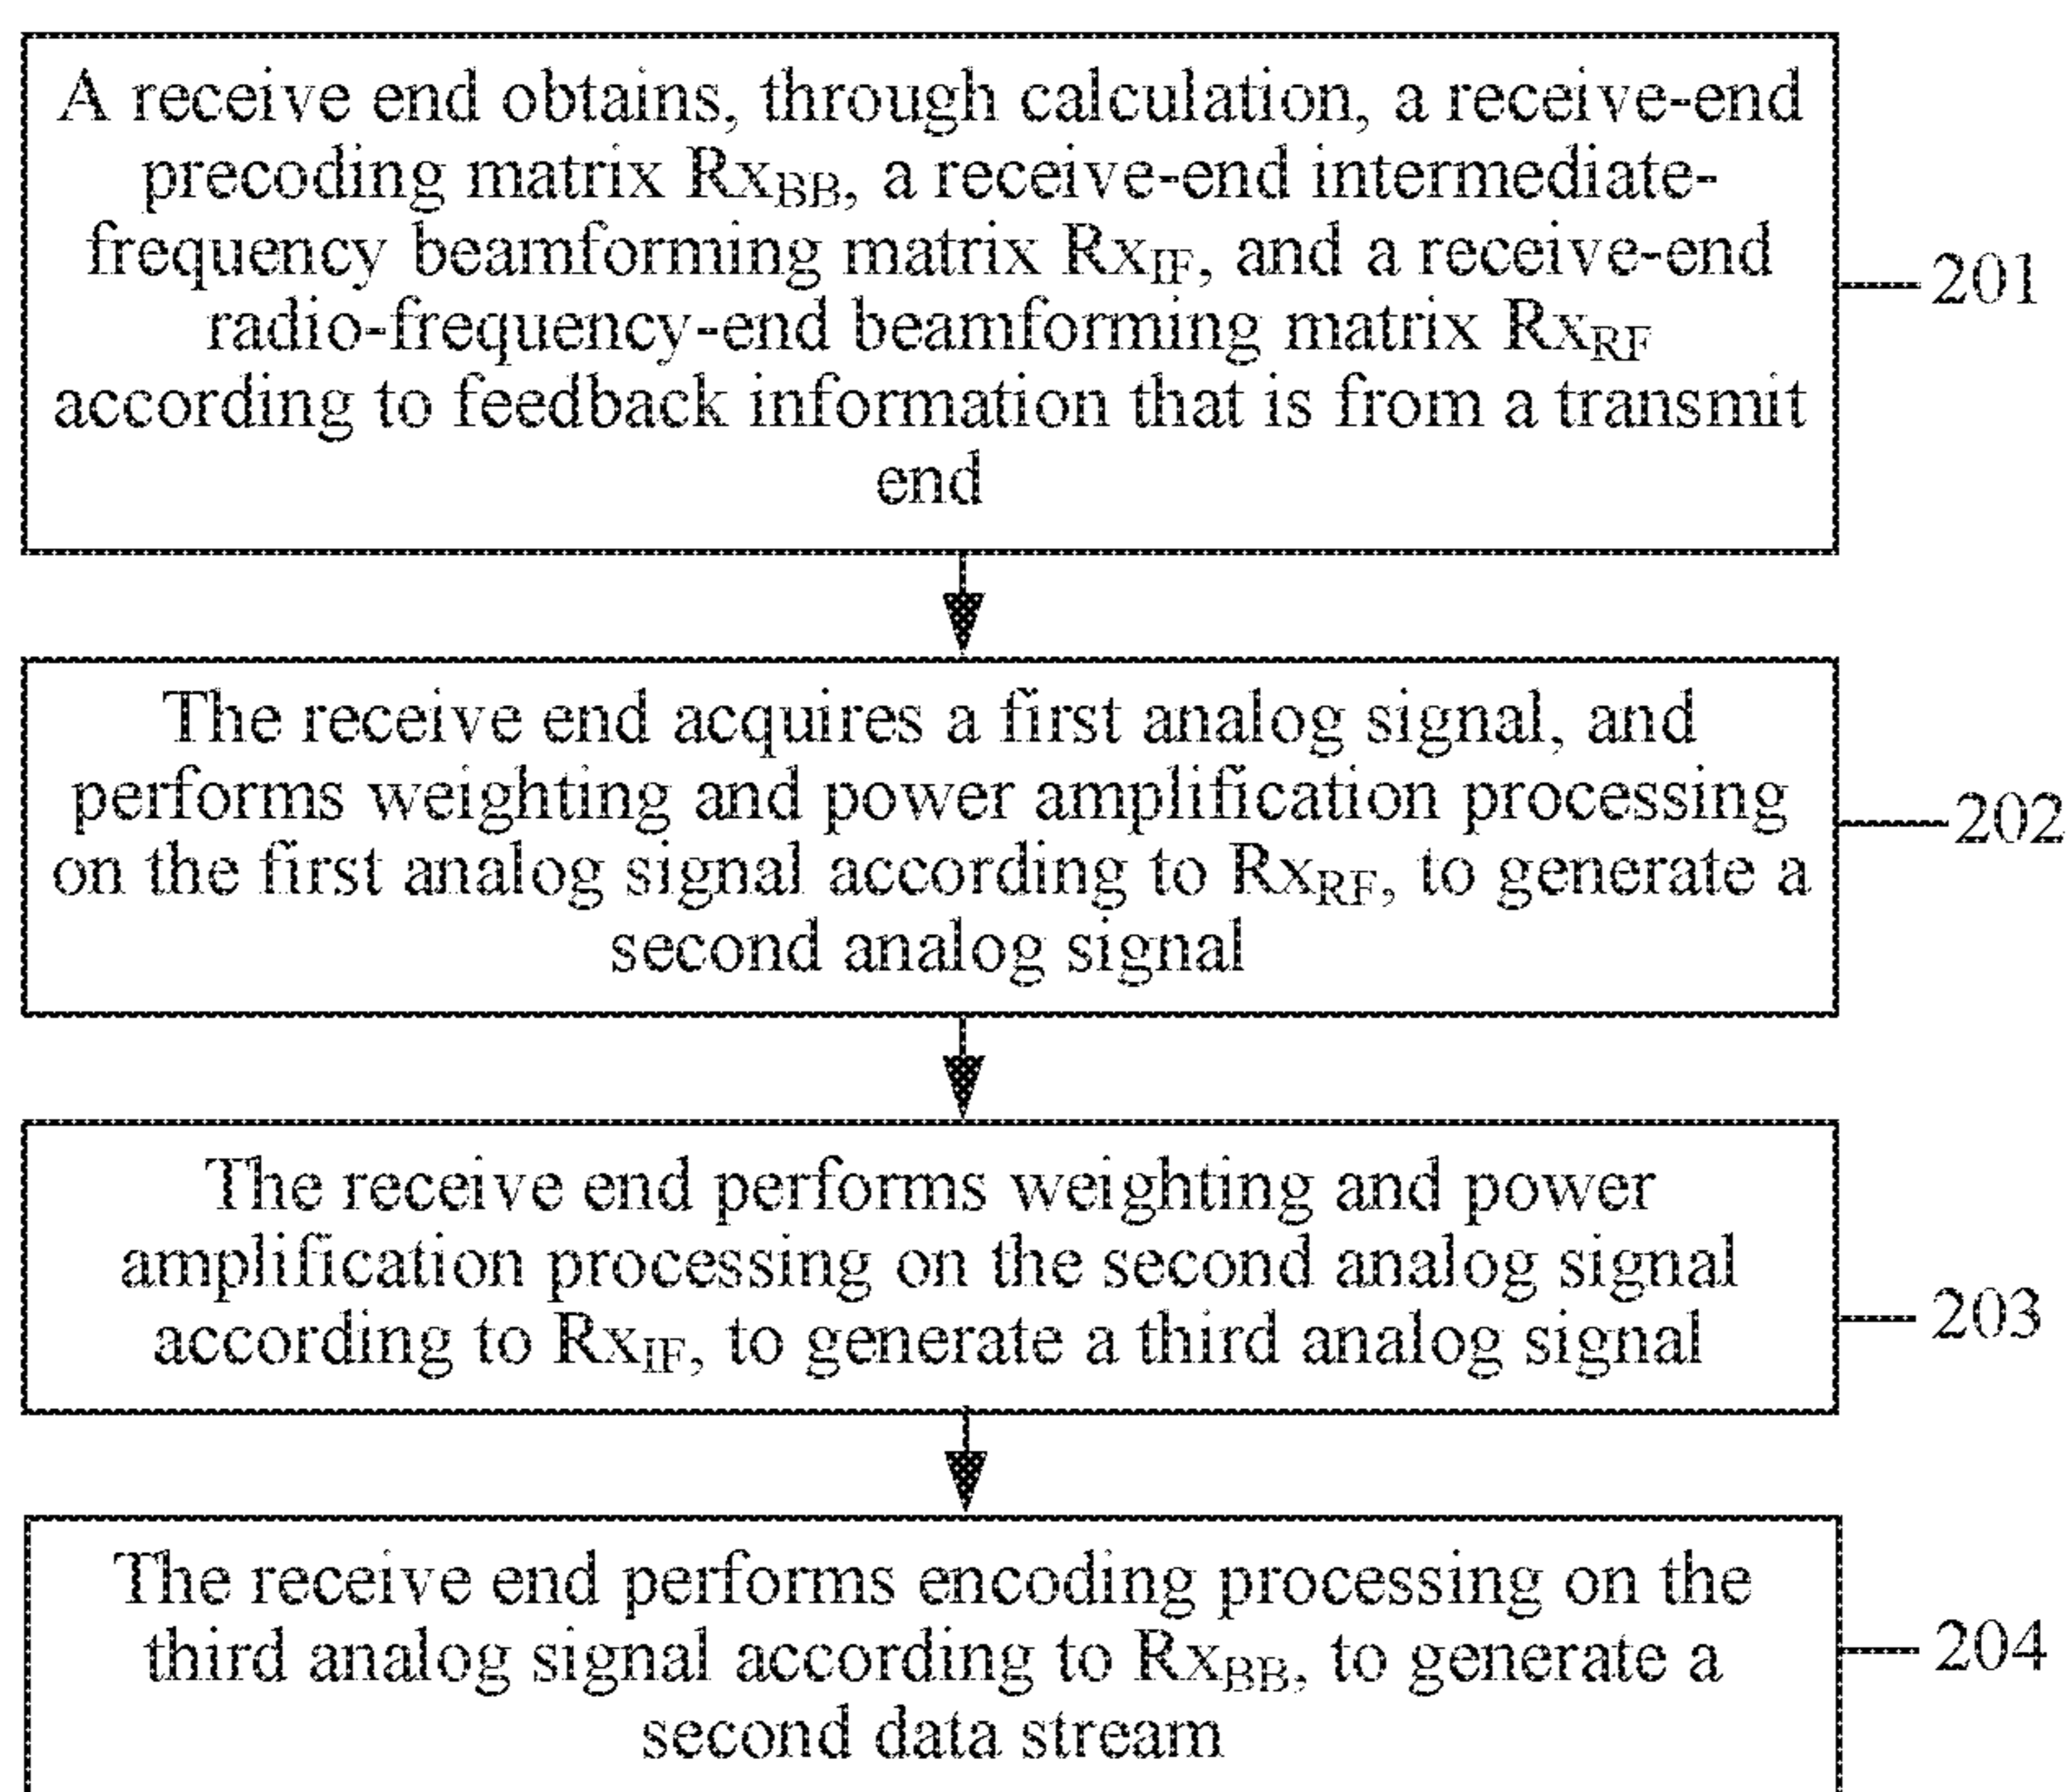 A receive end obtains, through calculation, a receive-end
precoding matrix Rx_BB, a receive-end intermediate-
frequency beamforming matrix Rx_IF, and a receive-end
radio-frequency-end beamforming matrix Rx_RF
according to feedback information that is from a transmit
end
201
The receive end acquires a first analog signal, and
performs weighting and power amplification processing
on the first analog signal according to Rx_RF, to generate a
second analog signal
202
The receive end performs weighting and power
amplification processing on the second analog signal
according to Rx_IF, to generate a third analog signal
203
The receive end performs encoding processing on the
third analog signal according to Rx_BB, to generate a
second data stream
204